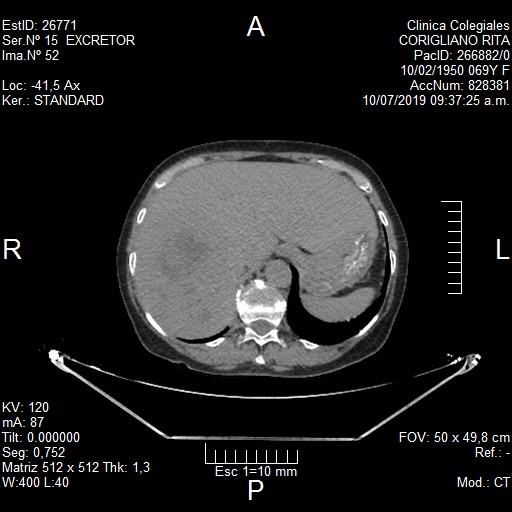 EstID: 26771
Ser.Nº 15 EXCRETOR
Ima.Nº 52
Loc: -41,5 Ax
Ker.: STANDARD
A
Clinica Colegiales
CORIGLIANO RITA
PacID: 266882/0
10/02/1950 069Y F
AccNum: 828381
10/07/2019 09:37:25 a.m.
R
L
KV: 120
mA: 87
Tilt: 0.000000
Seg: 0,752
Matriz 512 x 512 Thk: 1,3
W:400 L:40
Esc 1=10 mm
P
FOV: 50 x 49,8 cm
Ref.: -
Mod.: CT